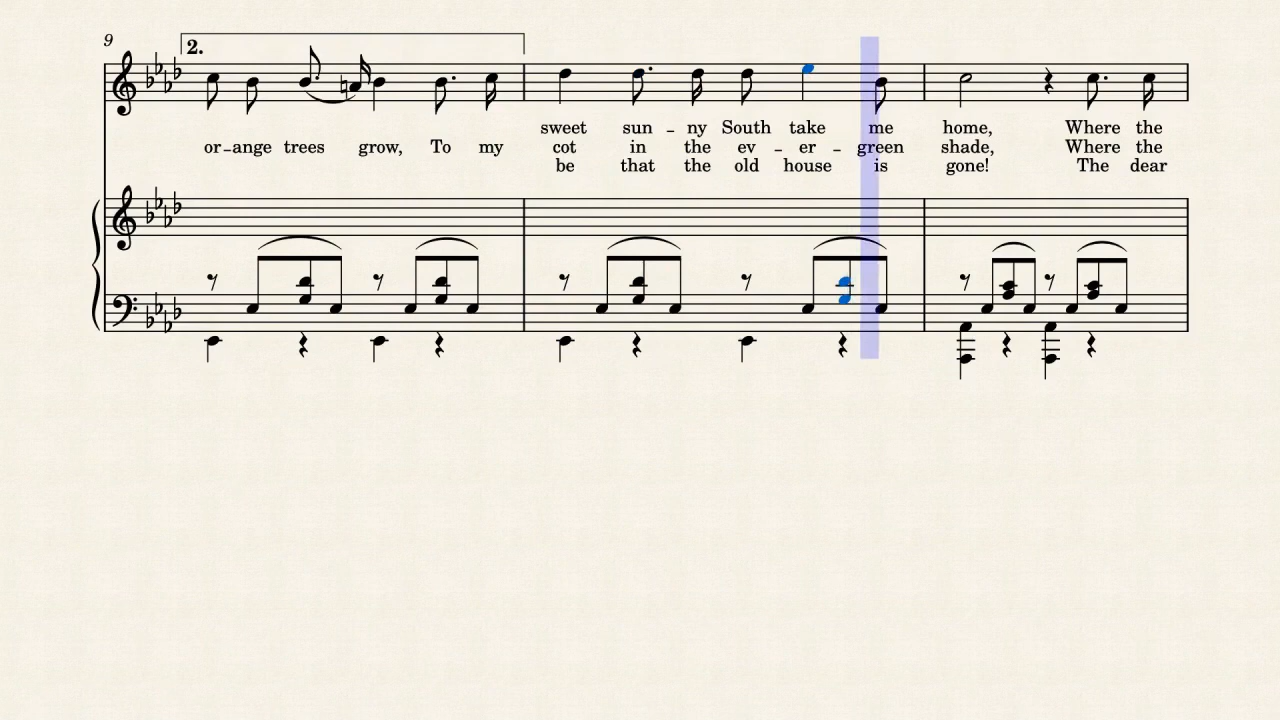 9
2.
sweet sun - ny South take me home, Where the
or - ange trees grow, To my cot in the ev - er - green shade, Where the
be that the old house is gone! The dear